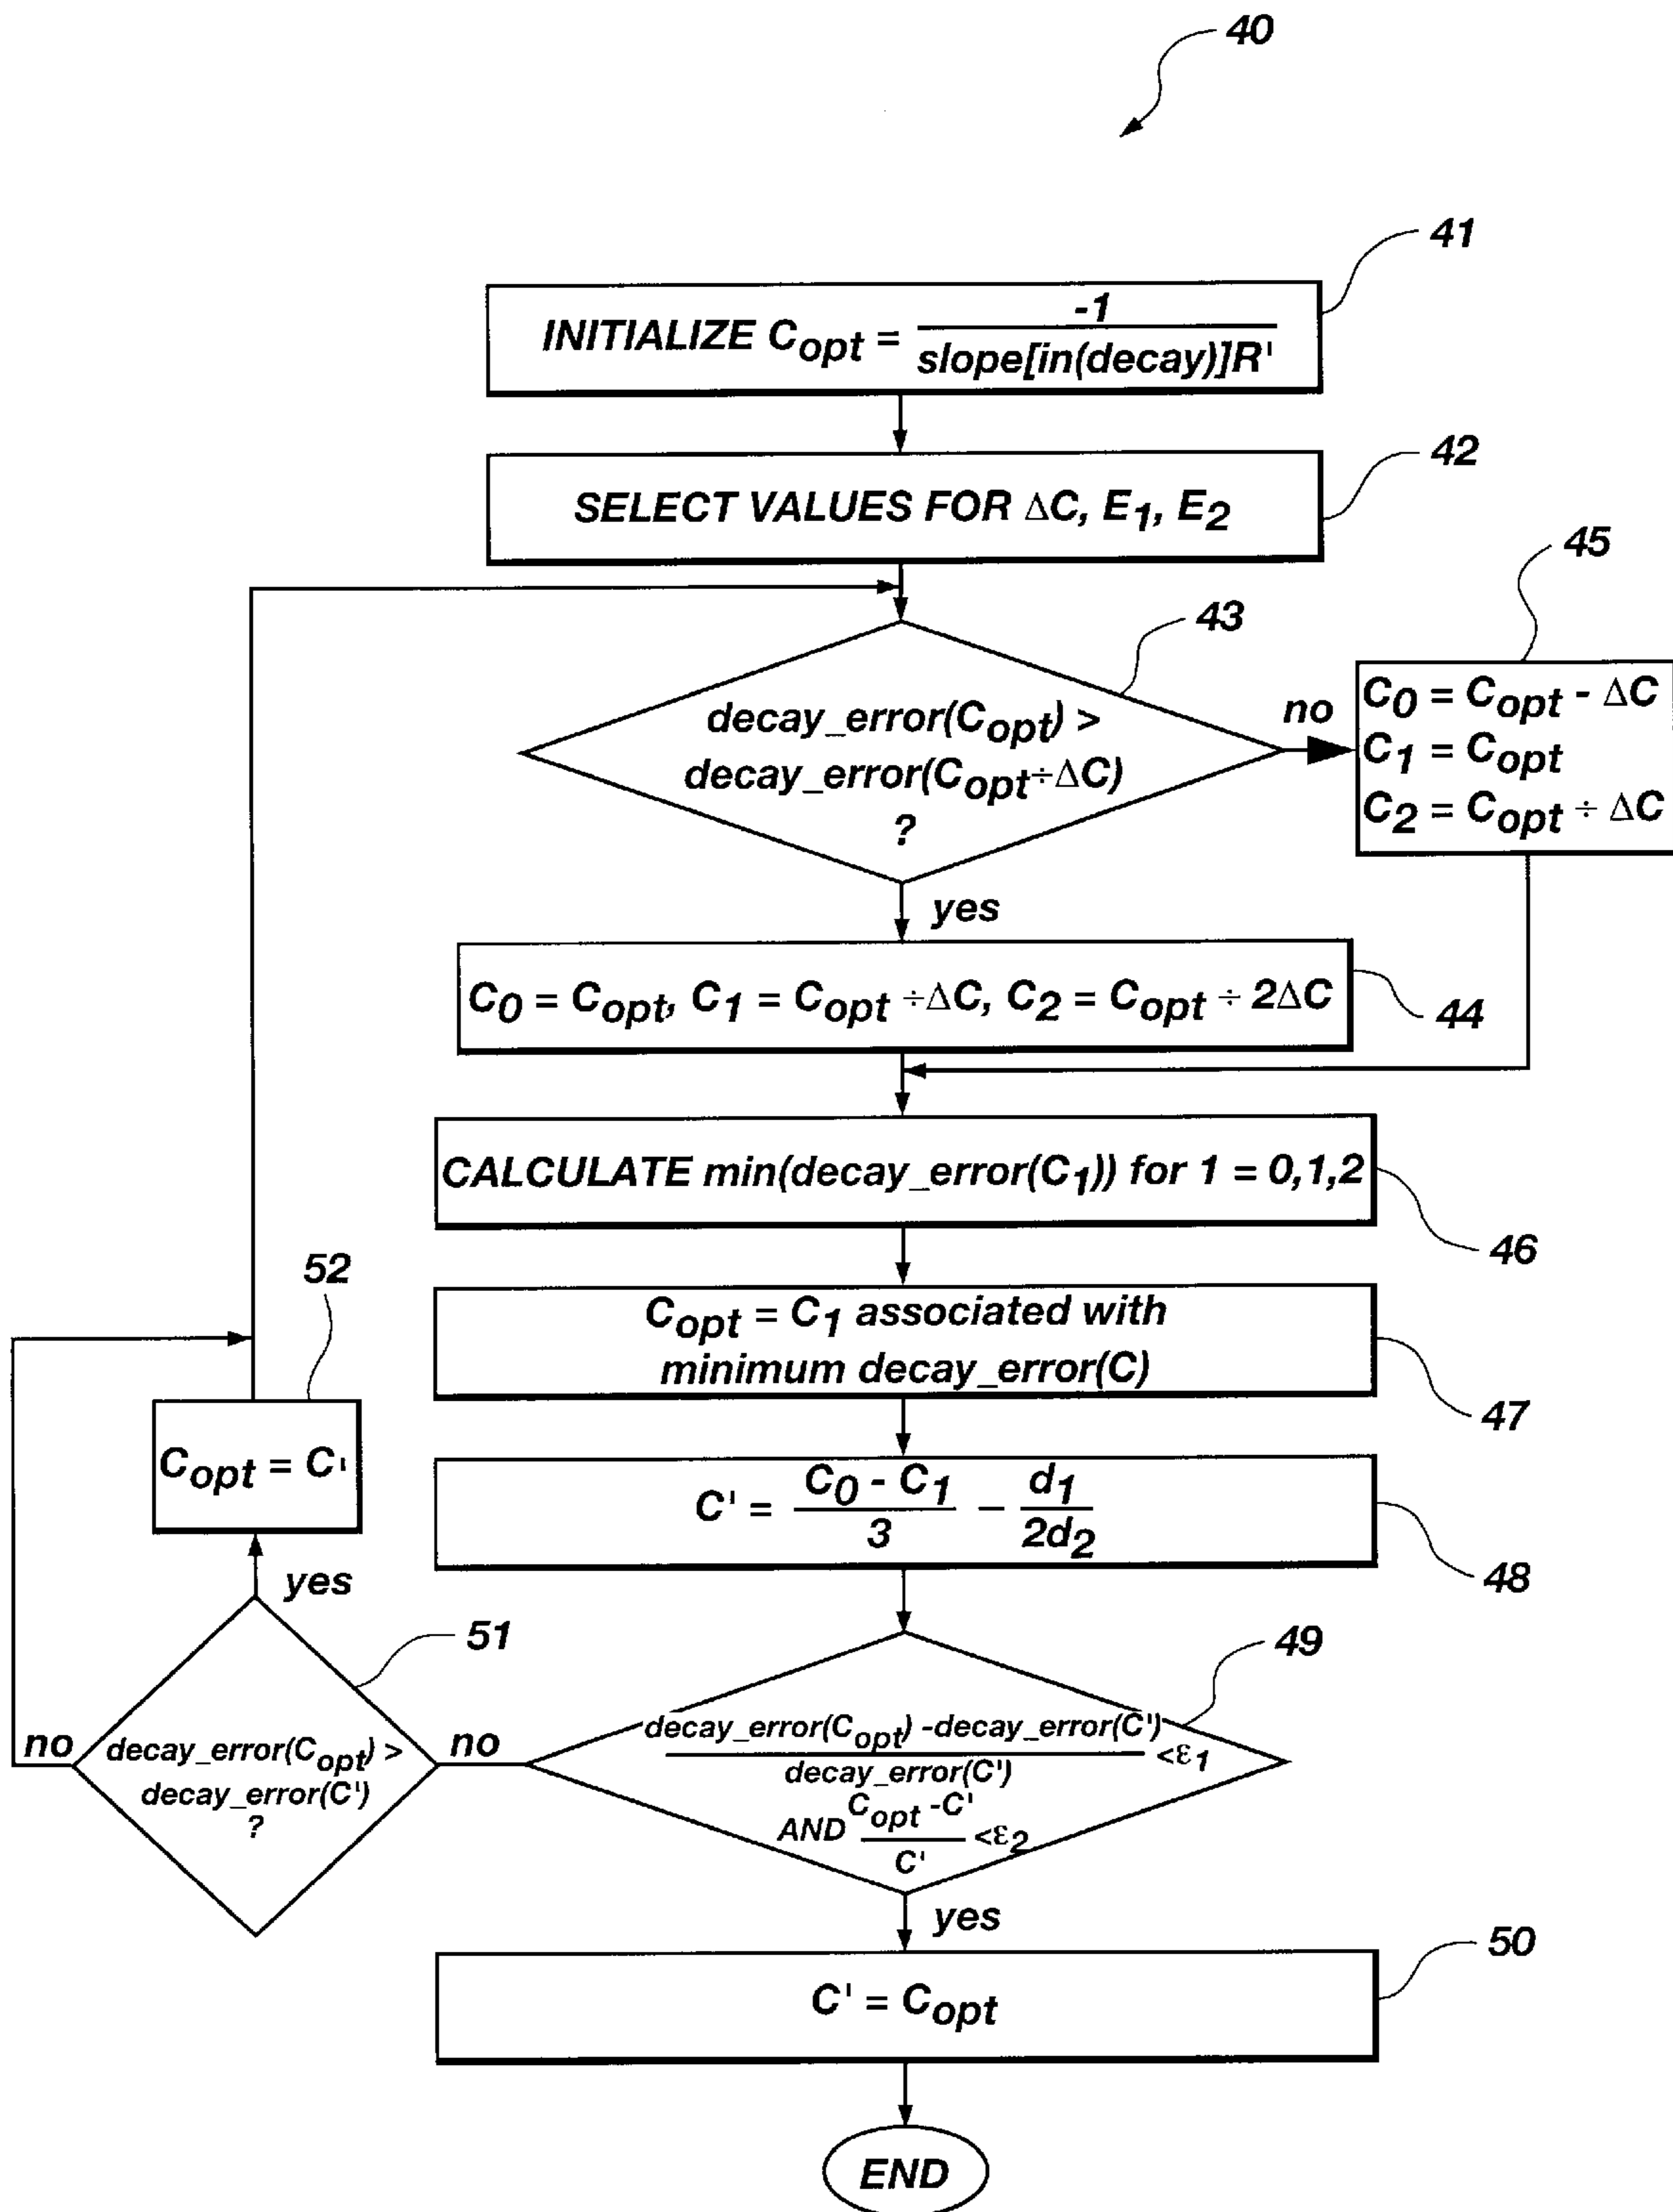 40
41
INITIALIZE Copt = -1
slope[in(decay)]R'
42
SELECT VALUES FOR ΔC, E1, E2
45
43
C0 = Copt - ΔC
C1 = Copt
C2 = Copt ÷ ΔC
no
decay_error(Copt) >
decay_error(Copt÷ΔC)
?
yes
C0 = Copt, C1 = Copt ÷ΔC, C2 = Copt ÷ 2ΔC
44
CALCULATE min(decay_error(C1)) for 1 = 0,1,2
46
52
Copt = C1 associated with
minimum decay_error(C)
47
Copt = C'
C' = C0 - C1 / 3 – d1 / 2d2
48
yes
51
49
no
decay_error(Copt) >
decay_error(C')
?
no
decay_error(Copt) -decay_error(C')
decay_error(C') <ε1
AND Copt -C' / C' <ε2
yes
50
C' = Copt
END